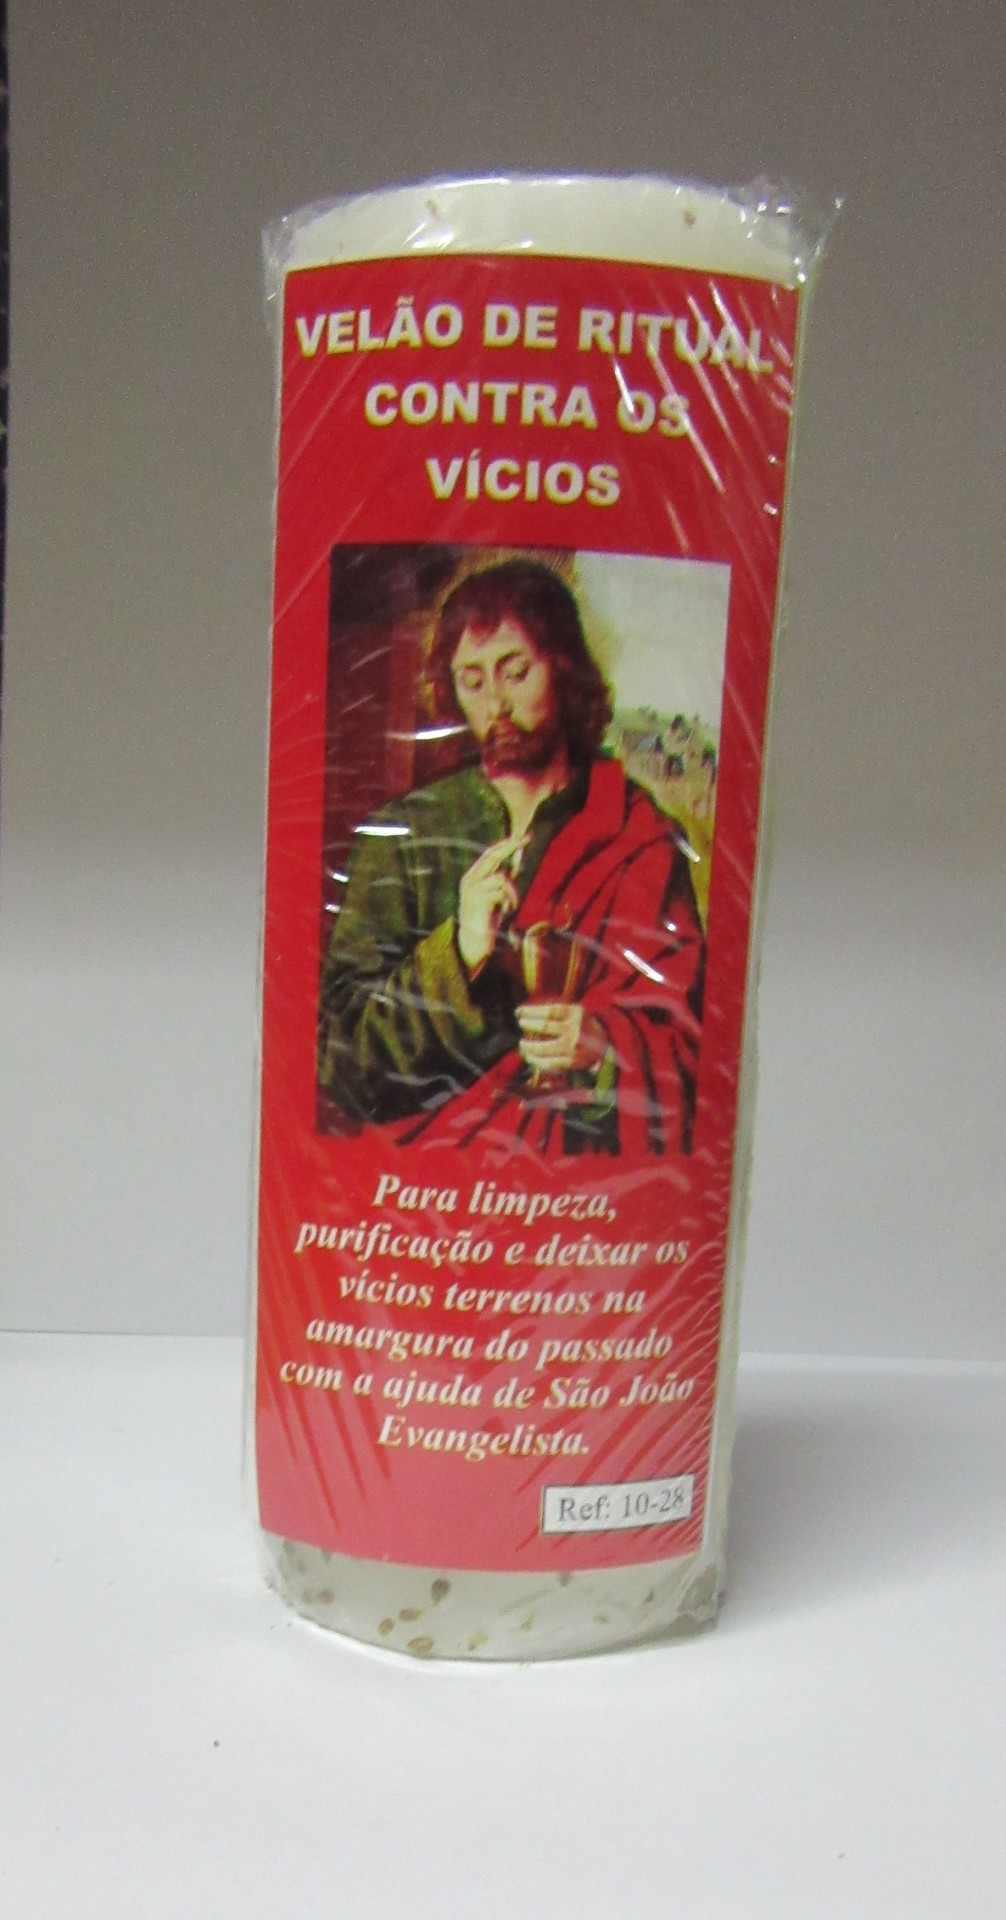 VELÃO DE RITUAL
CONTRA OS
VÍCIOS
Para limpeza,
purificação e deixar os
vícios terrenos na
amargura do passado
com a ajuda de São João
Evangelista.
Ref: 10-28